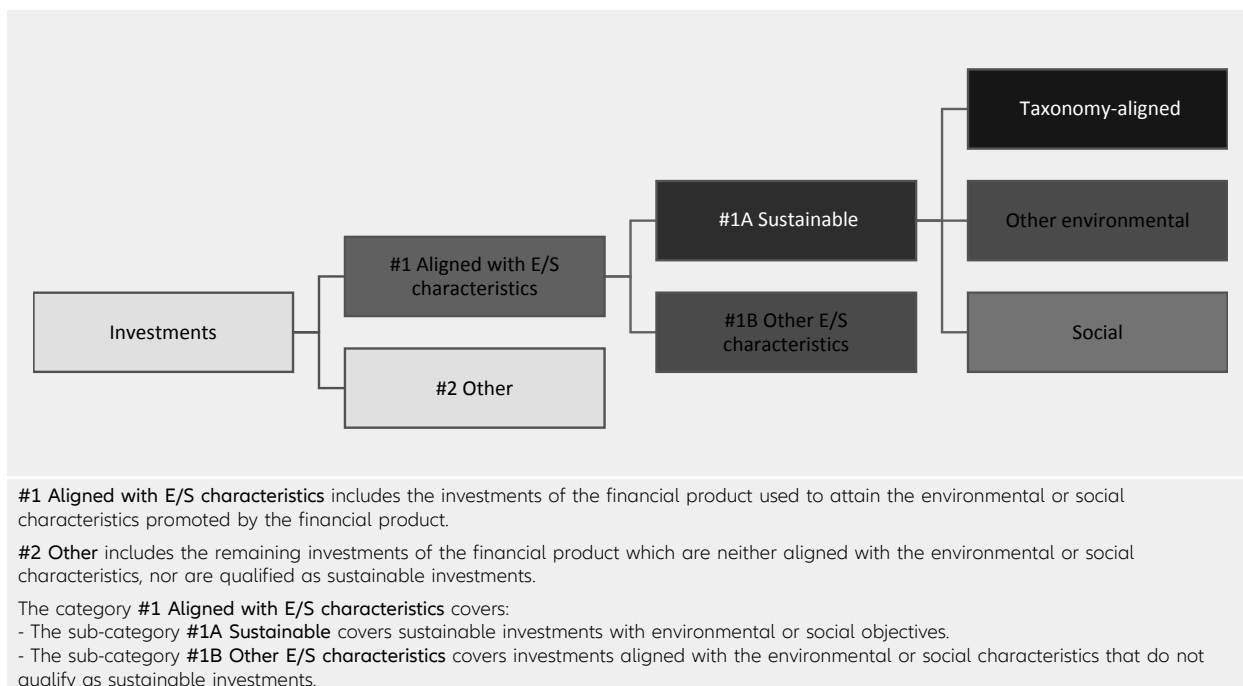 Taxonomy-aligned
#1A Sustainable
Other environmental
#1 Aligned with E/S
characteristics
Investments
#1B Other E/S
characteristics
Social
#2 Other
#1 Aligned with E/S characteristics includes the investments of the financial product used to attain the environmental or social
characteristics promoted by the financial product.
#2 Other includes the remaining investments of the financial product which are neither aligned with the environmental or social
characteristics, nor are qualified as sustainable investments.
The category #1 Aligned with E/S characteristics covers:
- The sub-category #1A Sustainable covers sustainable investments with environmental or social objectives.
- The sub-category #1B Other E/S characteristics covers investments aligned with the environmental or social characteristics that do not
qualify as sustainable investments.